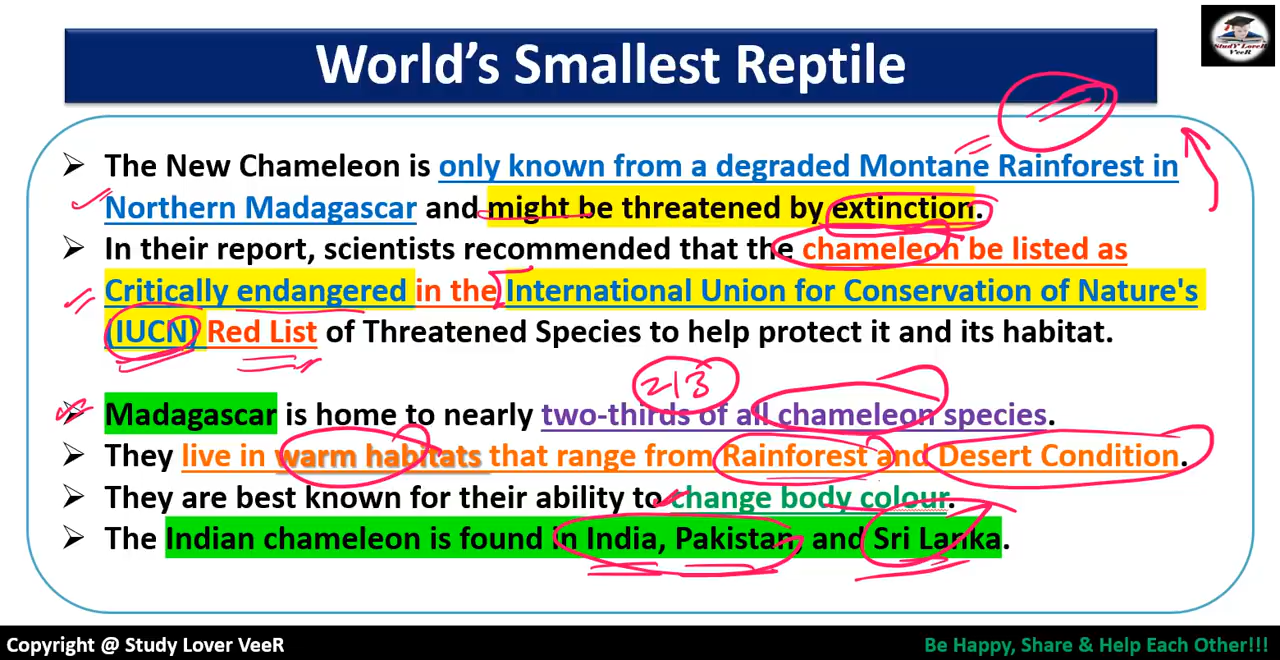 StudY LoveR
VeeR
World's Smallest Reptile
➢ The New Chameleon is only known from a degraded Montane Rainforest in
Northern Madagascar and might be threatened by extinction.
➢ In their report, scientists recommended that the chameleon be listed as
Critically endangered in the International Union for Conservation of Nature's
(IUCN) Red List of Threatened Species to help protect it and its habitat.
2/3
➢ Madagascar is home to nearly two-thirds of all chameleon species.
➢ They live in warm habitats that range from Rainforest and Desert Condition.
➢ They are best known for their ability to change body colour.
➢ The Indian chameleon is found in India, Pakistan, and Sri Lanka.
Copyright @ Study Lover VeeR
Be Happy, Share & Help Each Other!!!